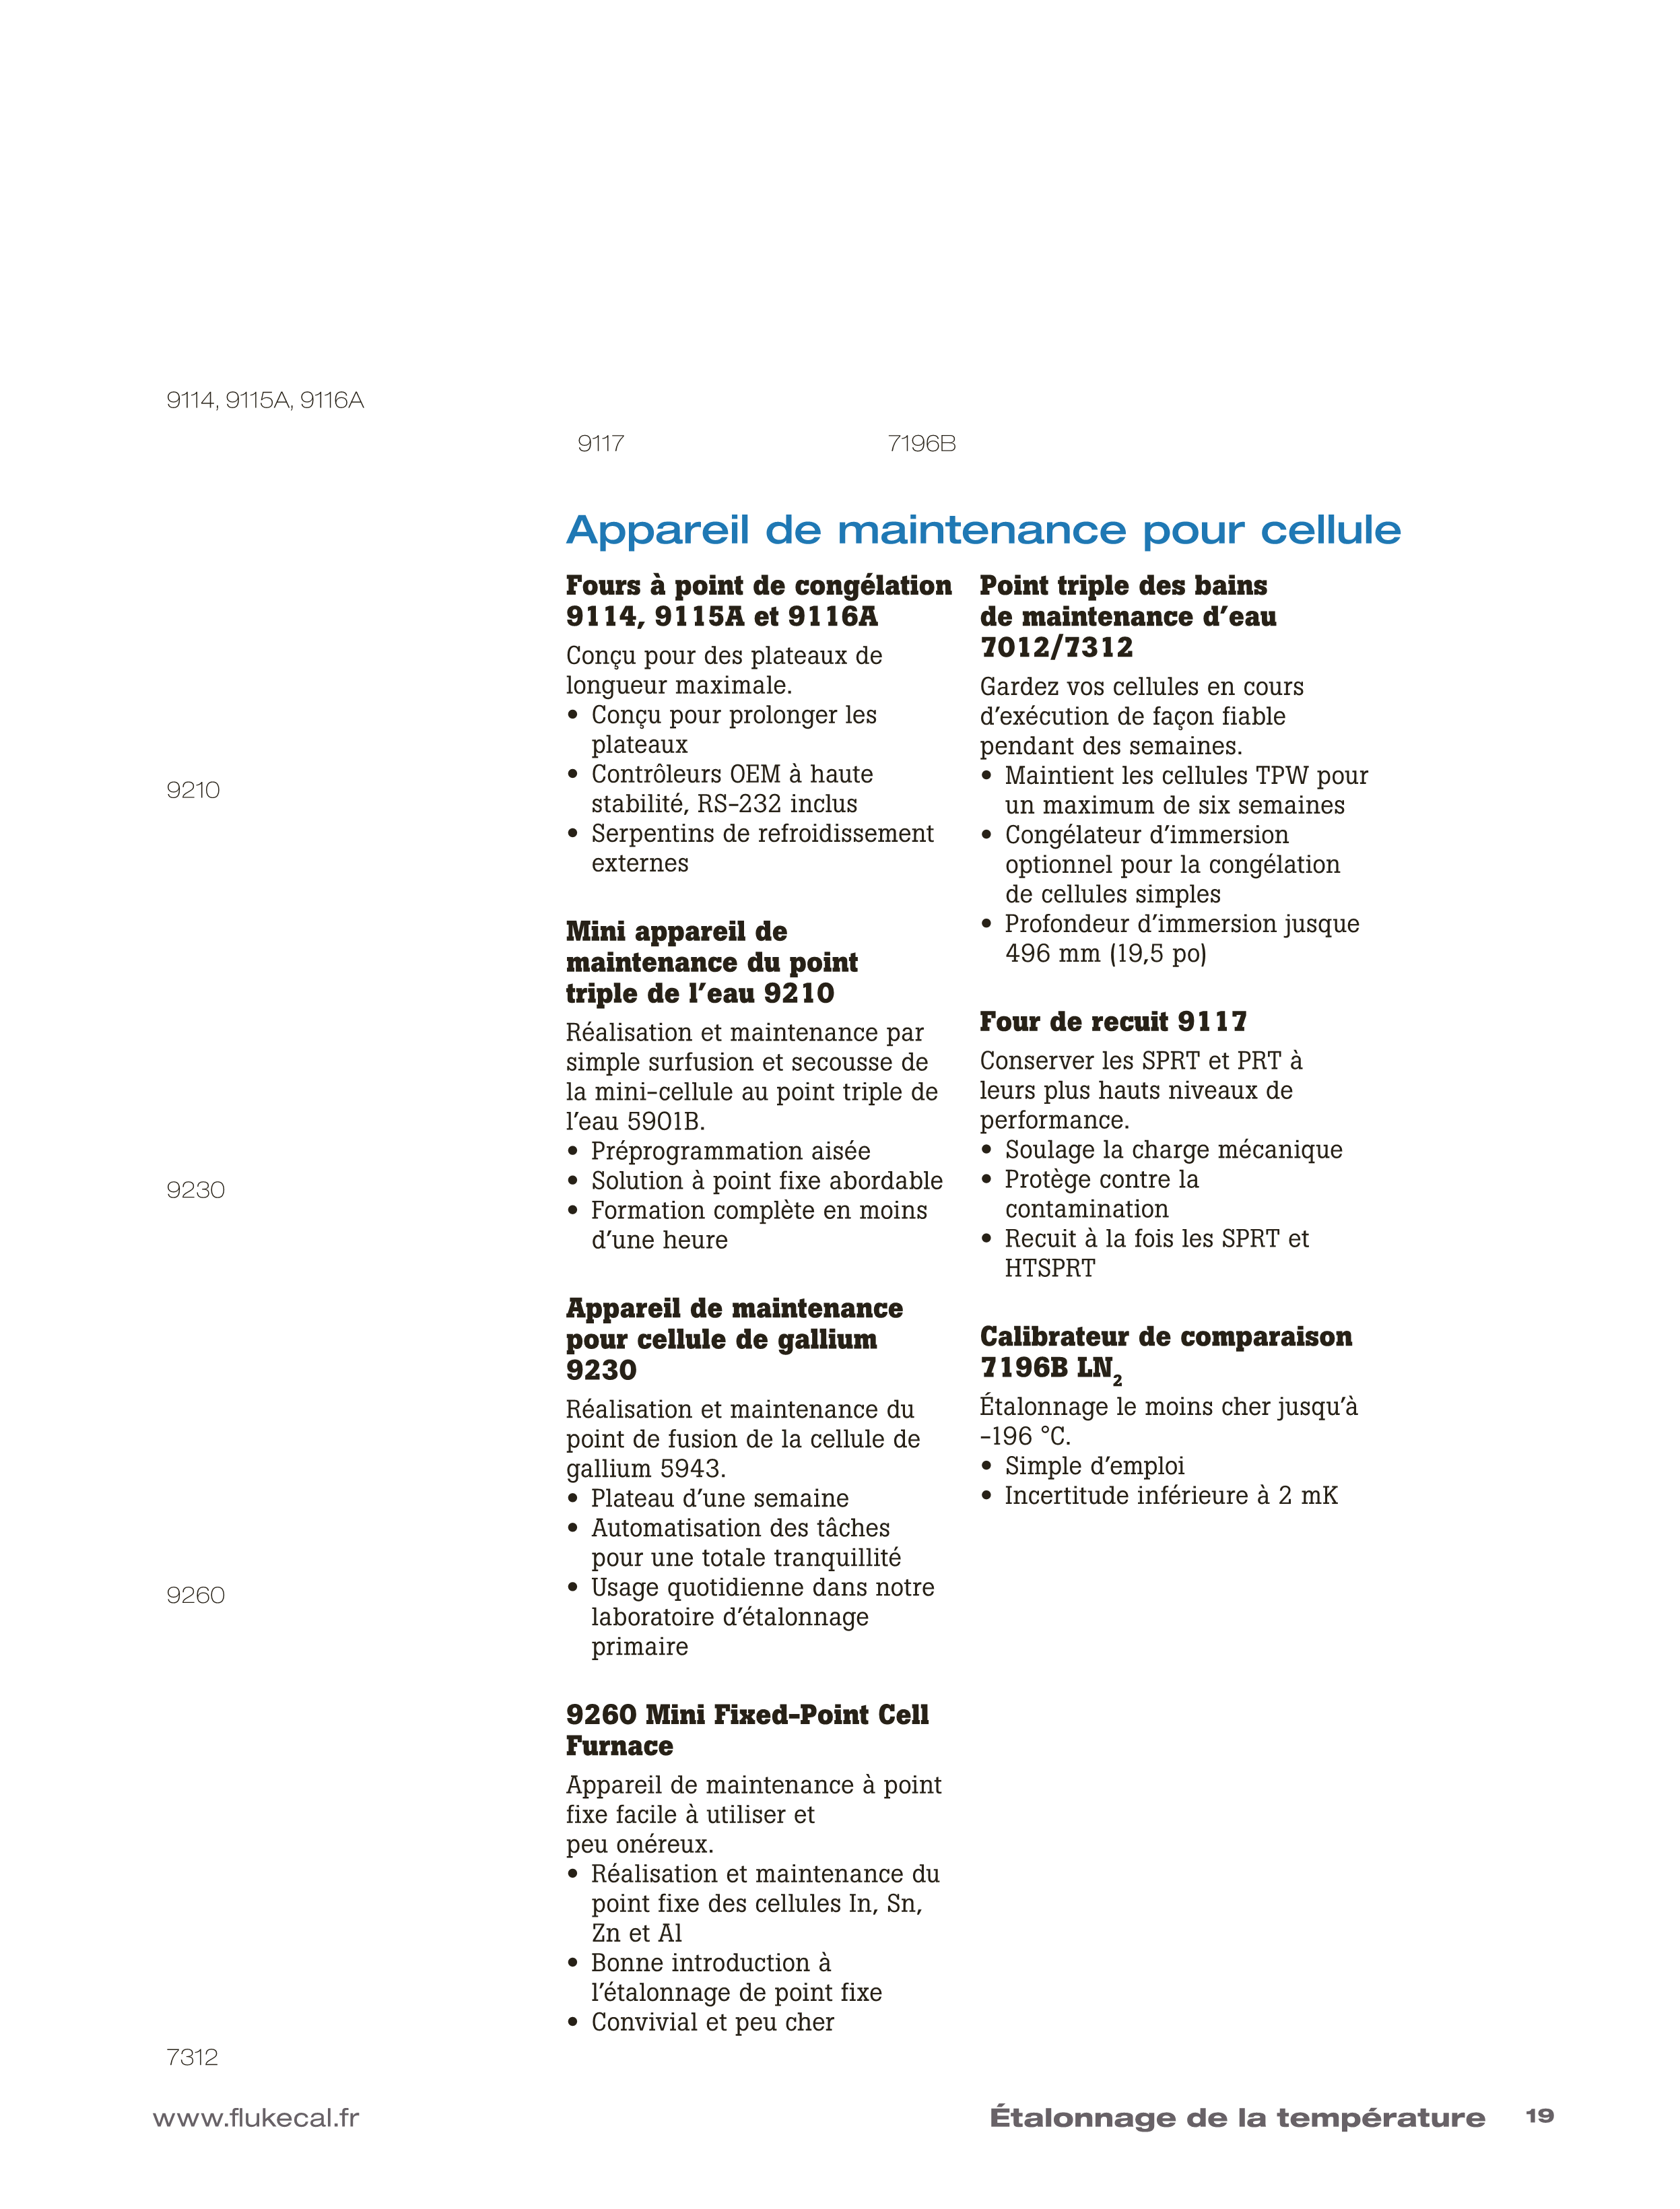 9114, 9115A, 9116A
9117
7196B
Appareil de maintenance pour cellule
Fours à point de congélation
9114, 9115A et 9116A
Conçu pour des plateaux de
longueur maximale.
• Conçu pour prolonger les
plateaux
• Contrôleurs OEM à haute
stabilité, RS-232 inclus
• Serpentins de refroidissement
externes
Mini appareil de
maintenance du point
triple de l’eau 9210
Réalisation et maintenance par
simple surfusion et secousse de
la mini-cellule au point triple de
l’eau 5901B.
• Préprogrammation aisée
• Solution à point fixe abordable
• Formation complète en moins
d’une heure
Appareil de maintenance
pour cellule de gallium
9230
Réalisation et maintenance du
point de fusion de la cellule de
gallium 5943.
• Plateau d’une semaine
• Automatisation des tâches
pour une totale tranquillité
• Usage quotidienne dans notre
laboratoire d’étalonnage
primaire
9260 Mini Fixed-Point Cell
Furnace
Appareil de maintenance à point
fixe facile à utiliser et
peu onéreux.
• Réalisation et maintenance du
point fixe des cellules In, Sn,
Zn et Al
• Bonne introduction à
l’étalonnage de point fixe
• Convivial et peu cher
Point triple des bains
de maintenance d’eau
7012/7312
Gardez vos cellules en cours
d’exécution de façon fiable
pendant des semaines.
• Maintient les cellules TPW pour
un maximum de six semaines
• Congélateur d’immersion
optionnel pour la congélation
de cellules simples
• Profondeur d’immersion jusque
496 mm (19,5 po)
Four de recuit 9117
Conserver les SPRT et PRT à
leurs plus hauts niveaux de
performance.
• Soulage la charge mécanique
• Protège contre la
contamination
• Recuit à la fois les SPRT et
HTSPRT
Calibrateur de comparaison
7196B LN2
Étalonnage le moins cher jusqu’à
-196 °C.
• Simple d’emploi
• Incertitude inférieure à 2 mK
9210
9230
9260
7312
www.flukecal.fr
Étalonnage de la température 19